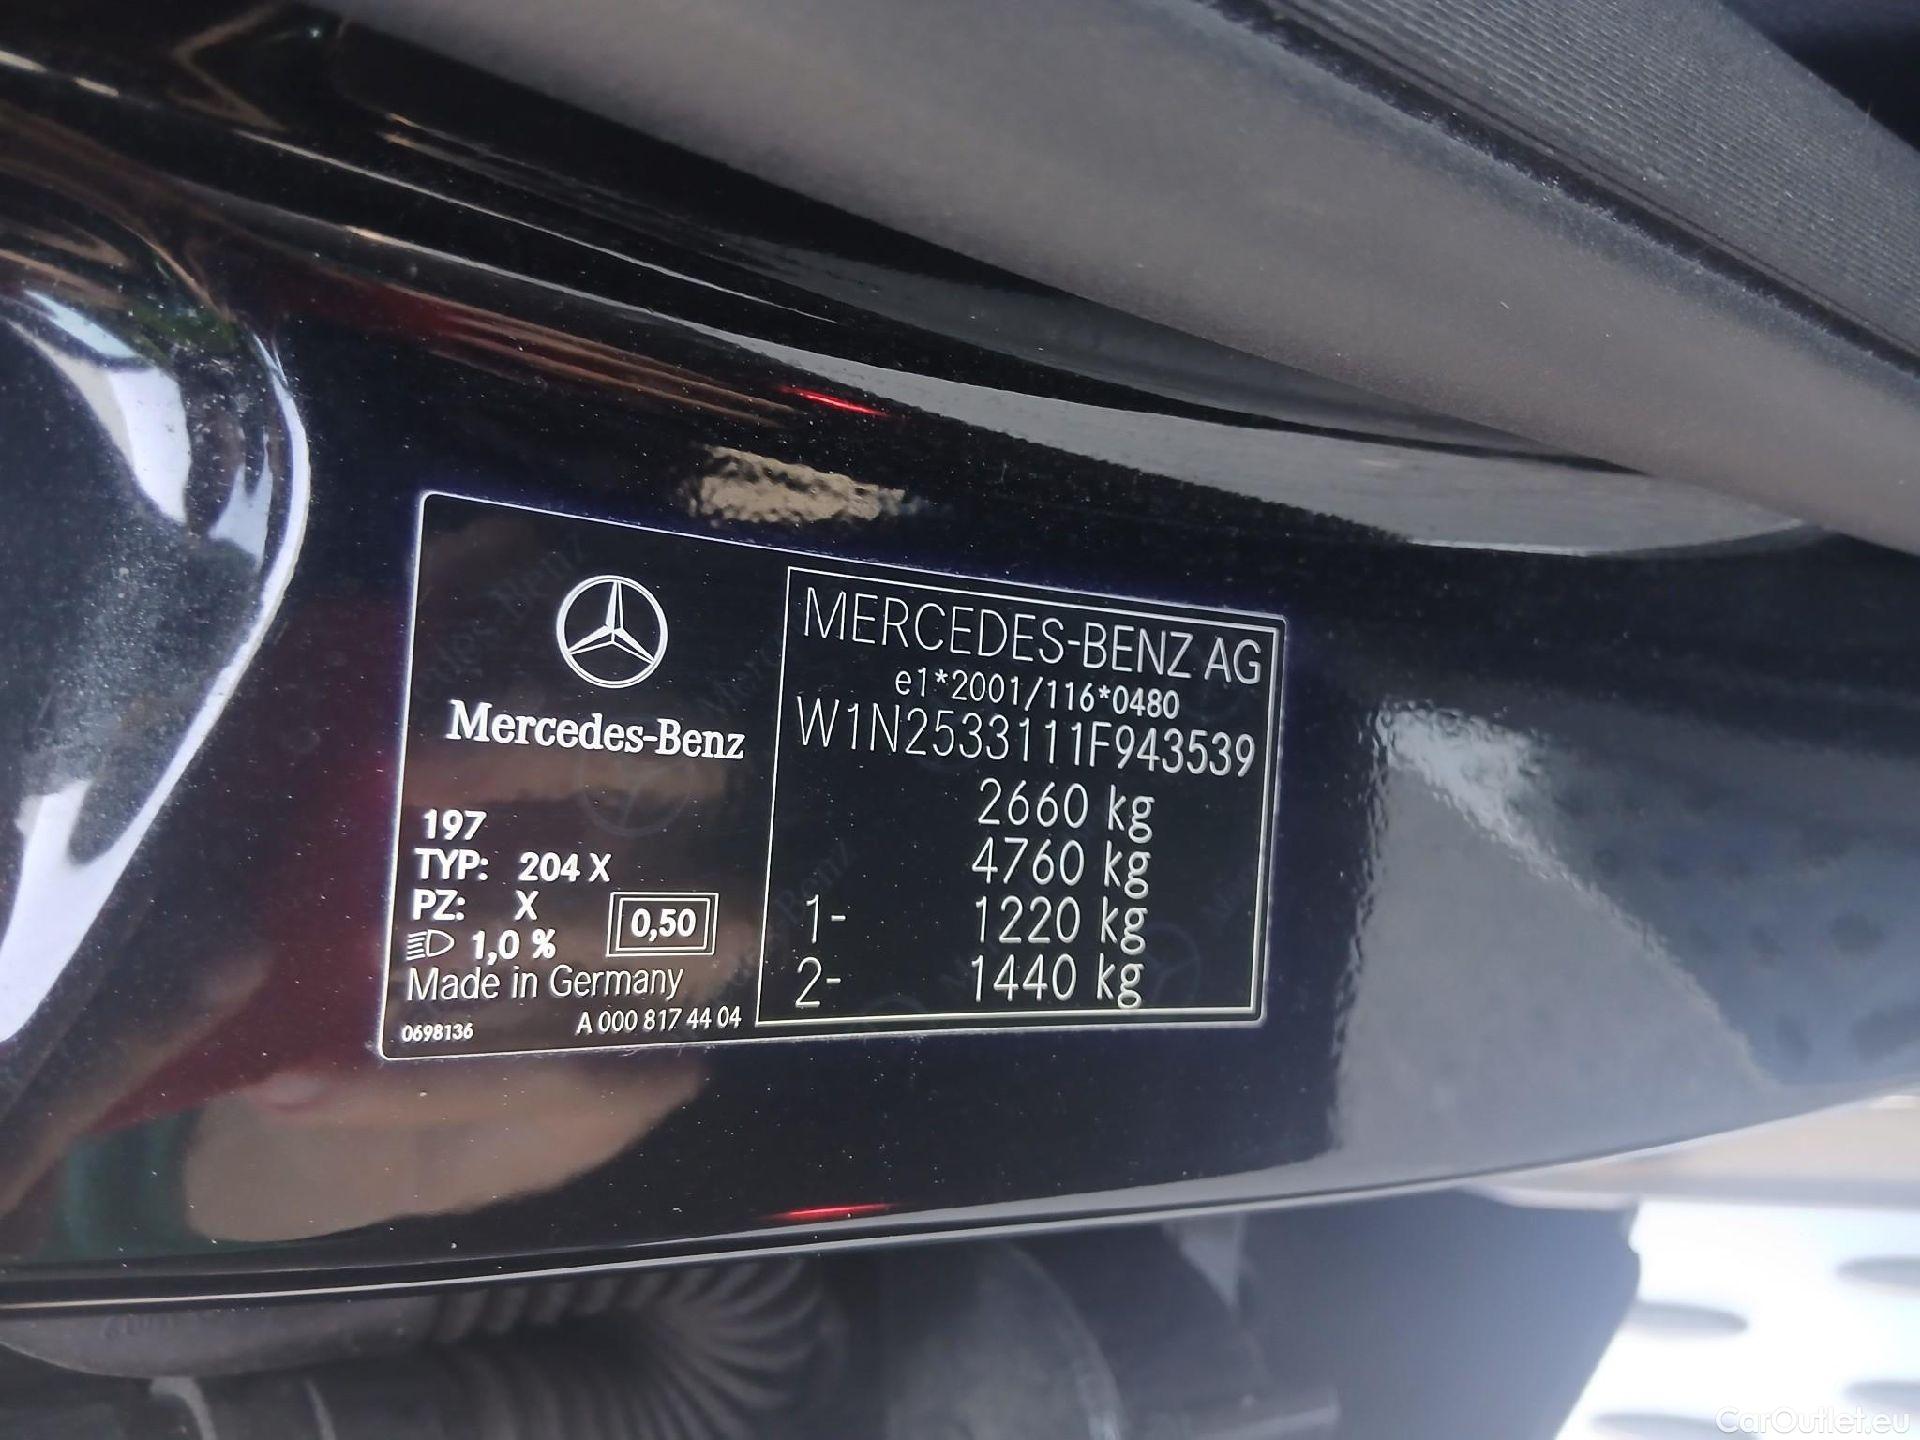 Mercedes-Benz
197
TYP: 204 X
PZ: X
1,0 % 0,50
Made in Germany
0698136 A 000 817 44 04
MERCEDES-BENZ AG
e1*2001/116*0480
W1N2533111F943539
2660 kg
4760 kg
1- 1220 kg
2- 1440 kg
CarOutlet.eu